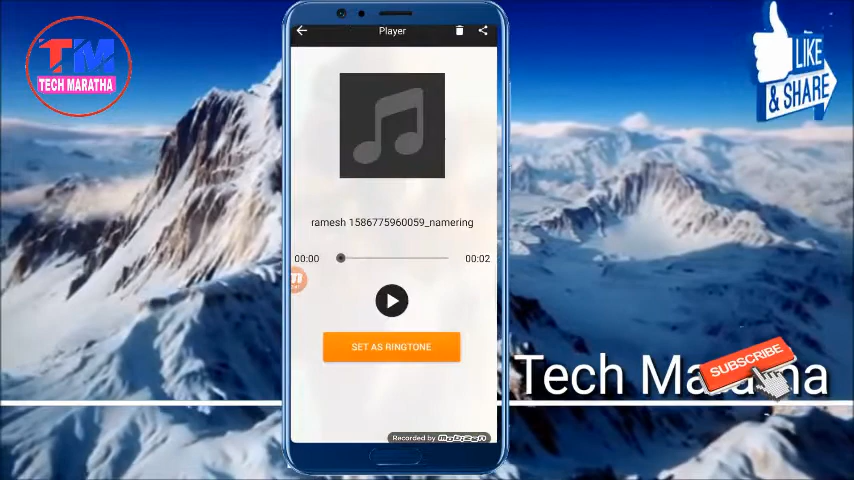 TM
TECH MARATHA
Player
LIKE
& SHARE
ramesh 1586775960059_namering
00:00
00:02
SET AS RINGTONE
Tech Ma
ha
SUBSCRIBE
Recorded by MOBIZEN